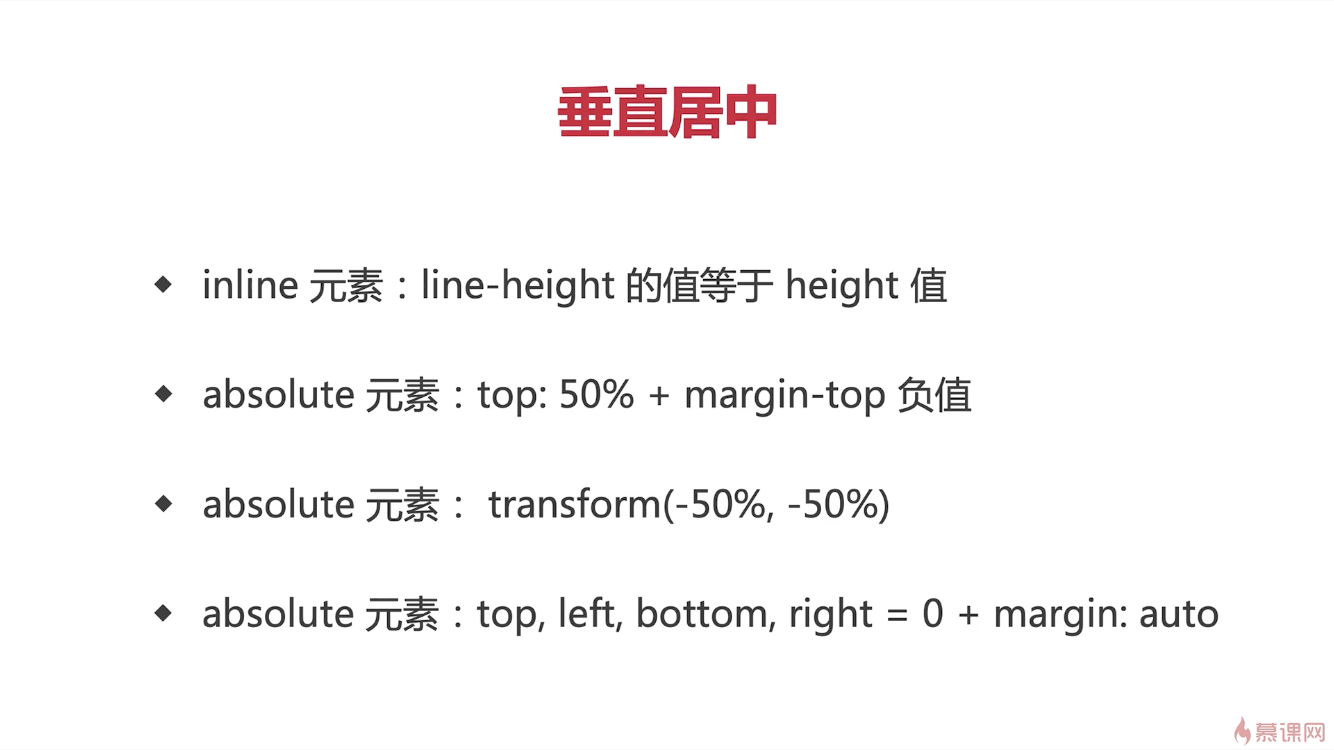 垂直居中
inline 元素：line-height 的值等于 height 值
absolute 元素：top: 50% + margin-top 负值
absolute 元素： transform(-50%, -50%)
absolute 元素：top, left, bottom, right = 0 + margin: auto
慕课网